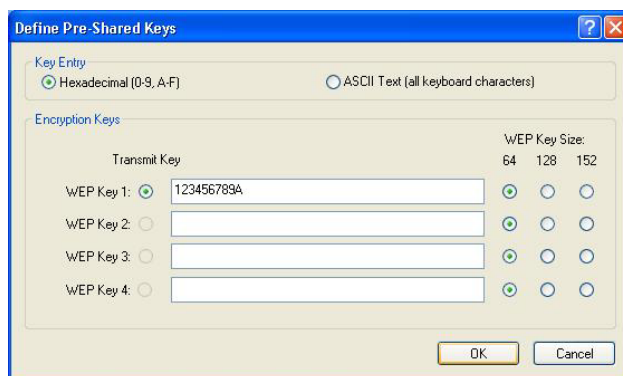 Define Pre-Shared Keys
Key Entry
Hexadecimal (0-9, A-F) ASCII Text (all keyboard characters)
Encryption Keys
WEP Key Size:
Transmit Key 64 128 152
WEP Key 1: 123456789A
WEP Key 2:
WEP Key 3:
WEP Key 4:
OK Cancel